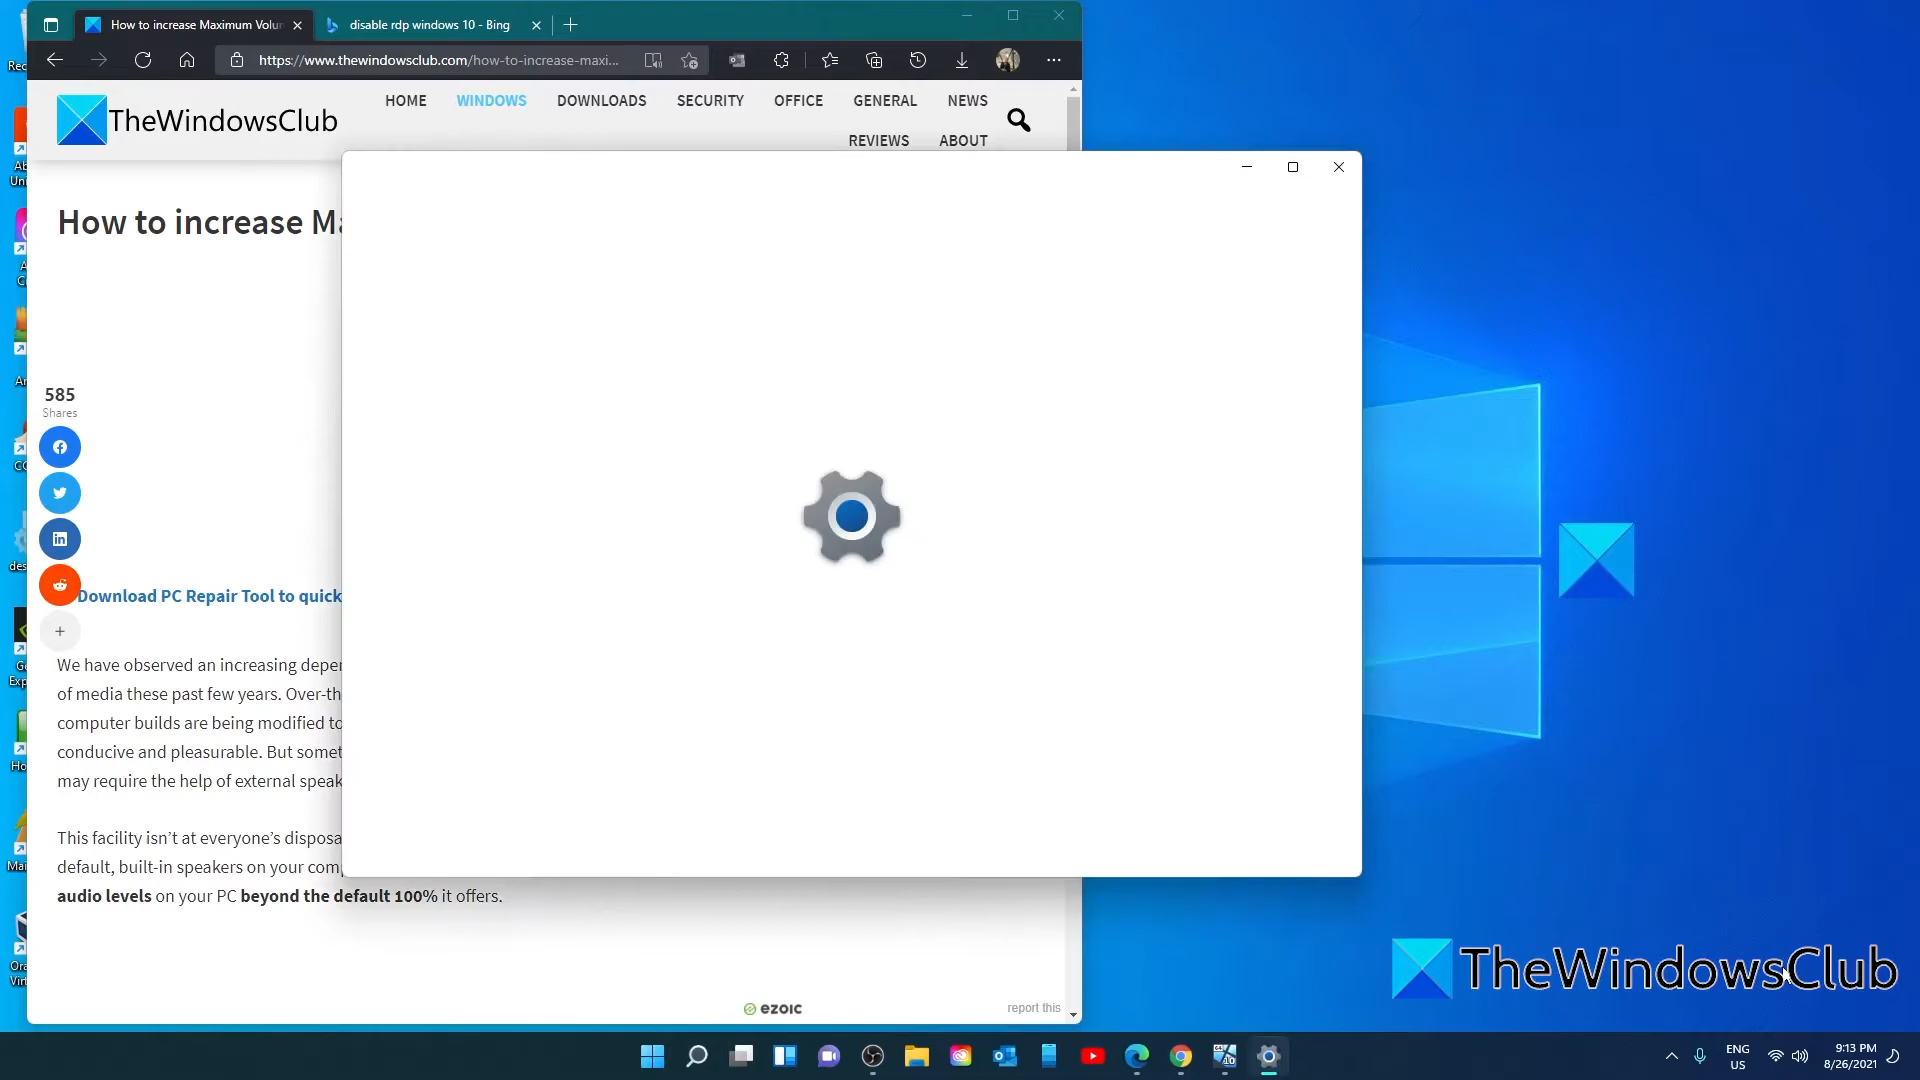 How to increase Maximum Volu
disable rdp windows 10 - Bing
https://www.thewindowsclub.com/how-to-increase-maxi...
TheWindowsClub
HOME WINDOWS DOWNLOADS SECURITY OFFICE GENERAL NEWS
REVIEWS ABOUT
How to increase Ma
585
Shares
Download PC Repair Tool to quick
We have observed an increasing depen
of media these past few years. Over-th
computer builds are being modified to
conducive and pleasurable. But somet
may require the help of external speak
This facility isn't at everyone's disposa
default, built-in speakers on your comp
audio levels on your PC beyond the default 100% it offers.
ezoic
report this
TheWindowsClub
ENG
US
9:13 PM
8/26/2021